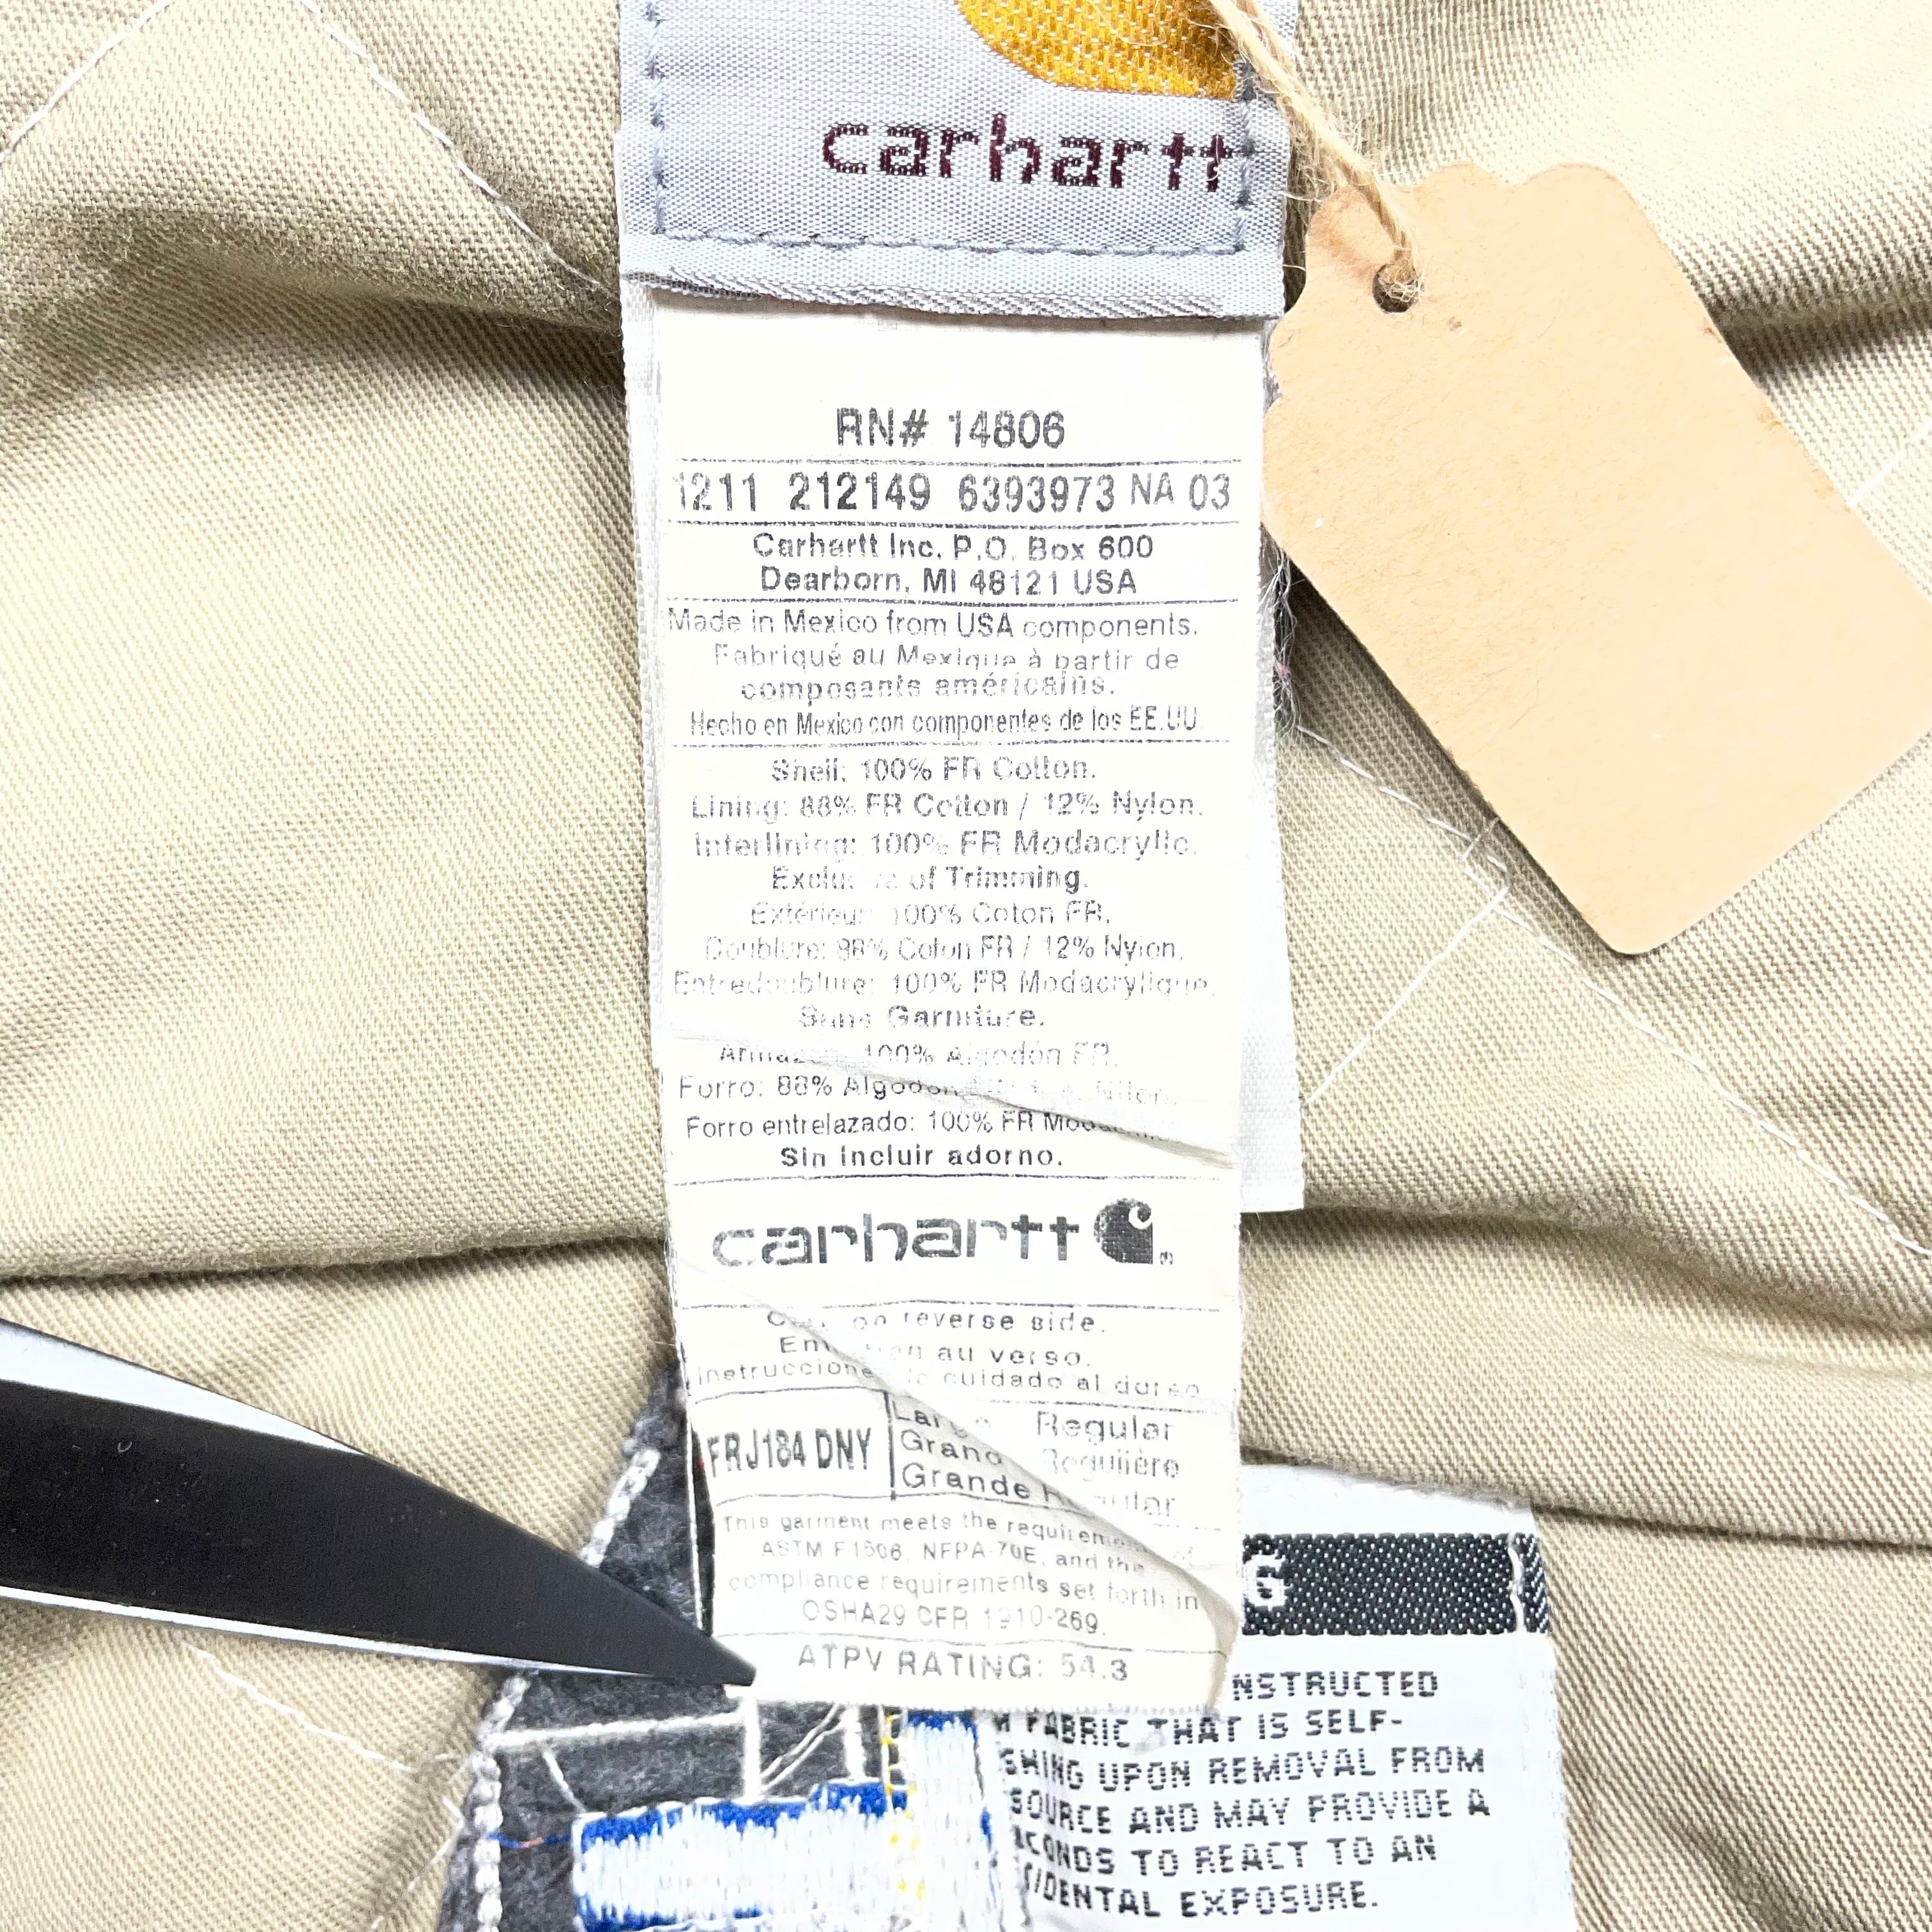 carhartt
RN# 14806
1211 212149 6393973 NA 03
Carhartt Inc. P.O. Box 600
Dearborn, MI 48121 USA
Made in Mexico from USA components.
Fabriqué au Mexique à partir de
composants américains.
Hecho en Mexico con componentes de los EE.UU.
Shell: 100% FR Cotton.
Lining: 88% FR Cotton / 12% Nylon.
Interlining: 100% FR Modacrylic.
of Trimming.
100% Coton FR.
Doublure: 88% Coton FR / 12% Nylon.
Entredoublure: 100% FR Modacrylique.
Sans Garniture.
100% Algodón FR.
Forro: 88%
Forro entrelazado: 100% FR
Sin incluir adorno.
carhartt
on reverse side.
au verso.
cuidado al dorso
FRJ184 DNY
Regular
Grand Régulière
Grande
This garment meets the requirements of
ASTM F1506, NFPA-70E, and the
compliance requirements set forth in
OSHA29 CFR 1910-269.
ATPV RATING: 54.3
G
NSTRUCTED
FABRIC THAT IS SELF-
SHING UPON REMOVAL FROM
SOURCE AND MAY PROVIDE A
CONDS TO REACT TO AN
IDENTAL EXPOSURE.